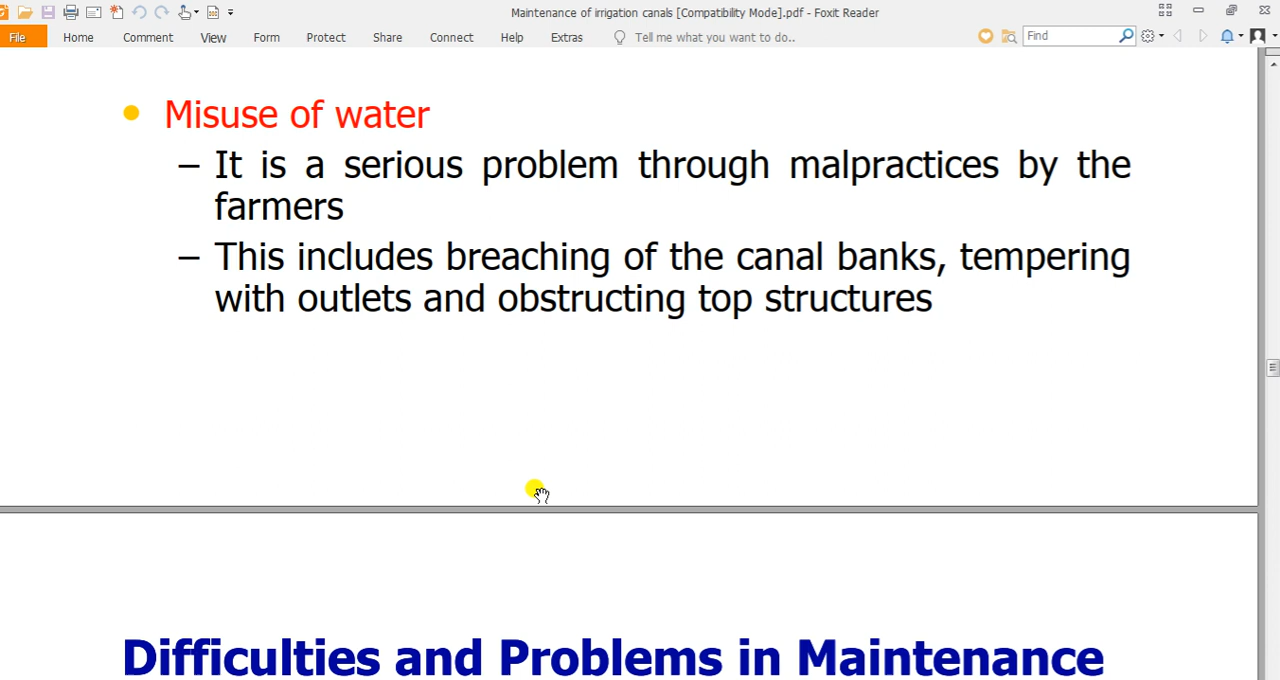 Maintenance of irrigation canals [Compatibility Mode].pdf - Foxit Reader
File Home Comment View Form Protect Share Connect Help Extras Tell me what you want to do.. Find
• Misuse of water
– It is a serious problem through malpractices by the
farmers
– This includes breaching of the canal banks, tempering
with outlets and obstructing top structures
Difficulties and Problems in Maintenance